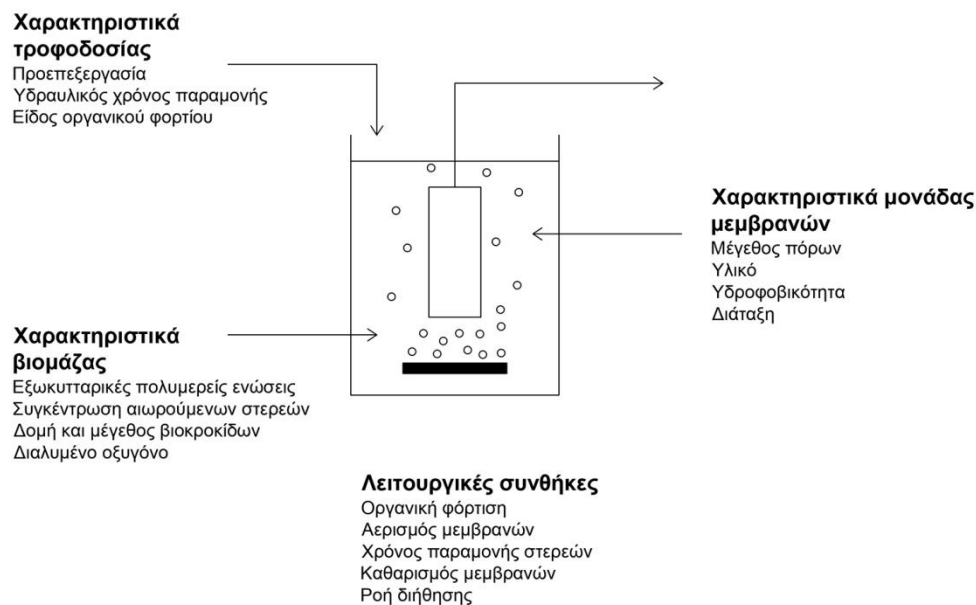 Χαρακτηριστικά
τροφοδοσίας
Προεπεξεργασία
Υδραυλικός χρόνος παραμονής
Είδος οργανικού φορτίου
Χαρακτηριστικά μονάδας
μεμβρανών
Μέγεθος πόρων
Υλικό
Υδροφοβικότητα
Διάταξη
Χαρακτηριστικά
βιομάζας
Εξωκυτταρικές πολυμερείς ενώσεις
Συγκέντρωση αιωρούμενων στερεών
Δομή και μέγεθος βιοκροκίδων
Διαλυμένο οξυγόνο
Λειτουργικές συνθήκες
Οργανική φόρτιση
Αερισμός μεμβρανών
Χρόνος παραμονής στερεών
Καθαρισμός μεμβρανών
Ροή διήθησης